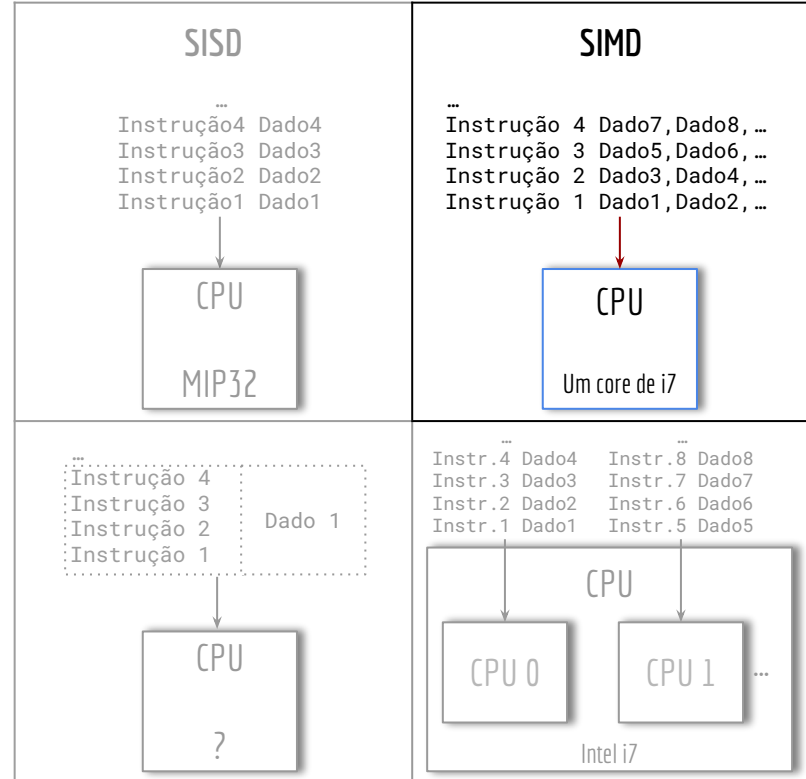 SISD
…
Instrução4 Dado4
Instrução3 Dado3
Instrução2 Dado2
Instrução1 Dado1
CPU
MIP32
SIMD
…
Instrução 4 Dado7,Dado8,…
Instrução 3 Dado5,Dado6,…
Instrução 2 Dado3,Dado4,…
Instrução 1 Dado1,Dado2,…
CPU
Um core de i7
…
Instrução 4
Instrução 3
Instrução 2
Instrução 1
Dado 1
CPU
?
…
Instr.4 Dado4
Instr.3 Dado3
Instr.2 Dado2
Instr.1 Dado1
…
Instr.8 Dado8
Instr.7 Dado7
Instr.6 Dado6
Instr.5 Dado5
CPU
CPU 0
CPU 1
…
Intel i7